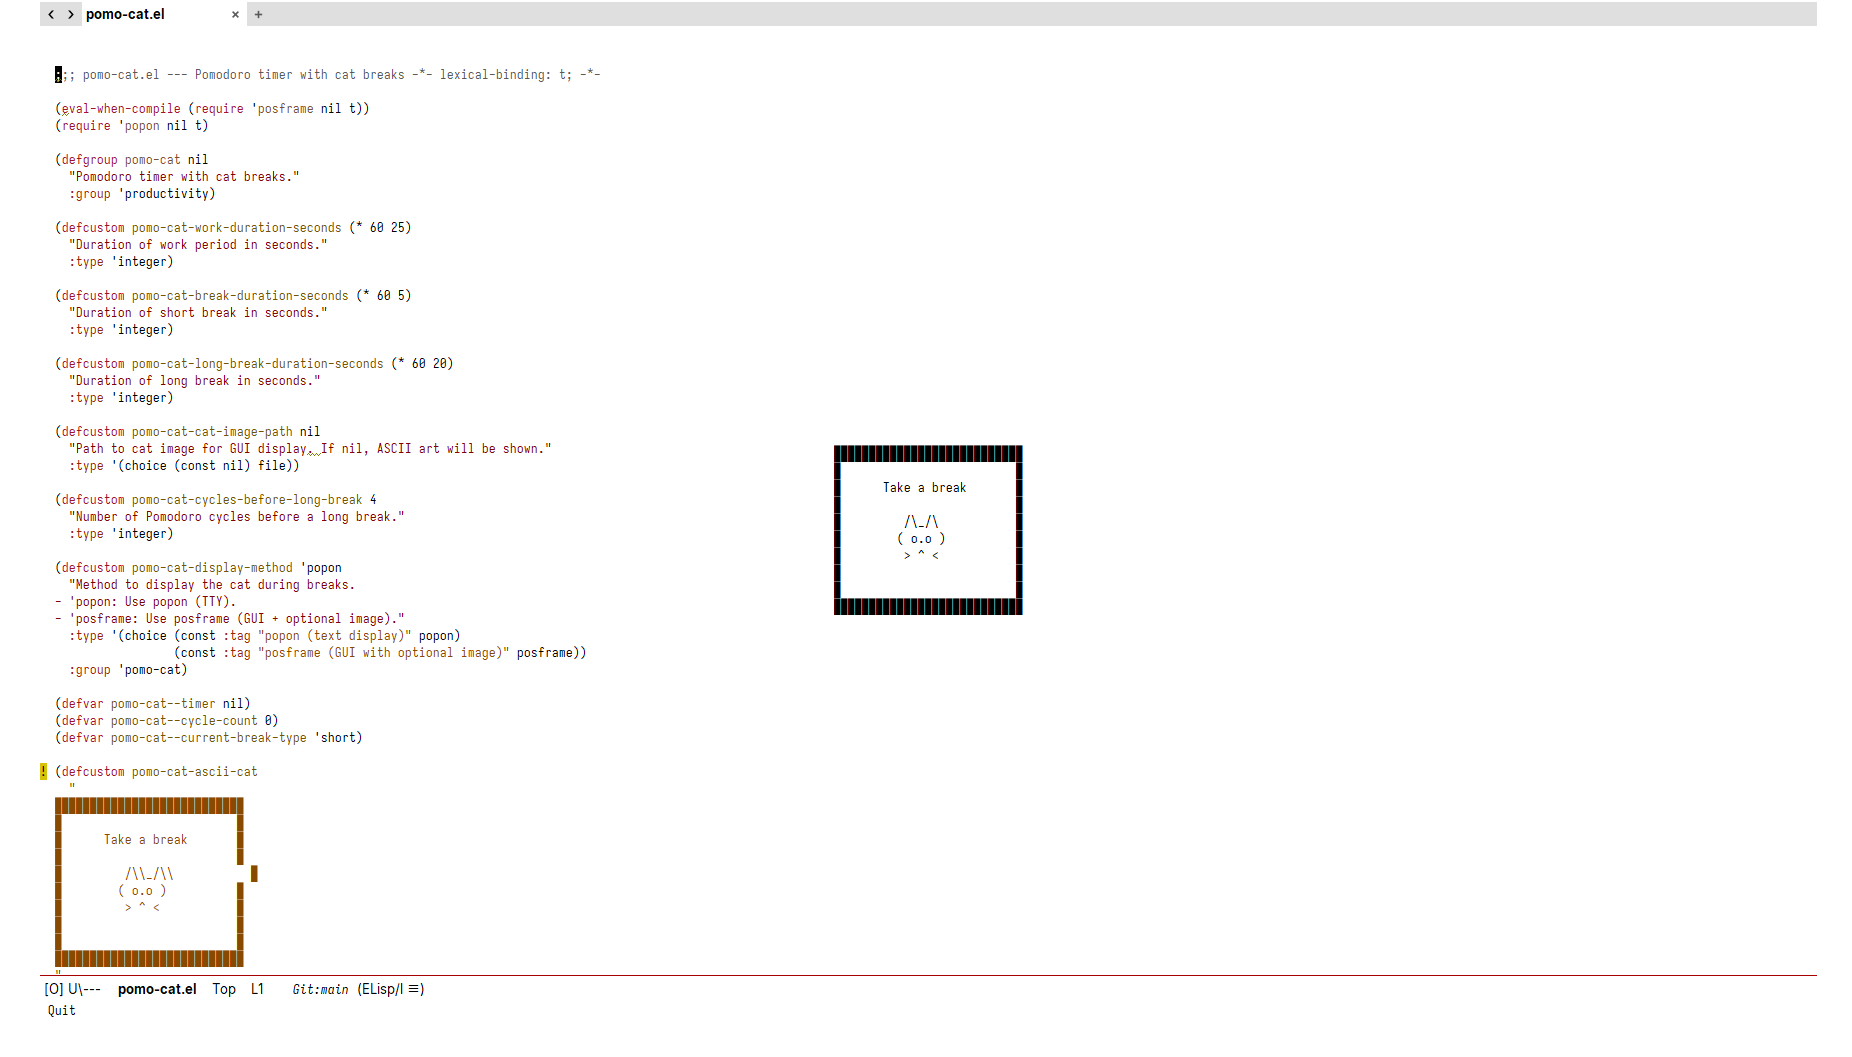 < > pomo-cat.el × +
;;; pomo-cat.el --- Pomodoro timer with cat breaks -*- lexical-binding: t; -*-
(eval-when-compile (require 'posframe nil t))
(require 'popon nil t)
(defgroup pomo-cat nil
  "Pomodoro timer with cat breaks."
  :group 'productivity)
(defcustom pomo-cat-work-duration-seconds (* 60 25)
  "Duration of work period in seconds."
  :type 'integer)
(defcustom pomo-cat-break-duration-seconds (* 60 5)
  "Duration of short break in seconds."
  :type 'integer)
(defcustom pomo-cat-long-break-duration-seconds (* 60 20)
  "Duration of long break in seconds."
  :type 'integer)
(defcustom pomo-cat-cat-image-path nil
  "Path to cat image for GUI display. If nil, ASCII art will be shown."
  :type '(choice (const nil) file))
(defcustom pomo-cat-cycles-before-long-break 4
  "Number of Pomodoro cycles before a long break."
  :type 'integer)
(defcustom pomo-cat-display-method 'popon
  "Method to display the cat during breaks.
- 'popon: Use popon (TTY).
- 'posframe: Use posframe (GUI + optional image)."
  :type '(choice (const :tag "popon (text display)" popon)
                 (const :tag "posframe (GUI with optional image)" posframe))
  :group 'pomo-cat)
(defvar pomo-cat--timer nil)
(defvar pomo-cat--cycle-count 0)
(defvar pomo-cat--current-break-type 'short)
! (defcustom pomo-cat-ascii-cat
  "
Take a break
/\\_/\\
( o.o )
> ^ <
"
Take a break
/\_/\
( o.o )
> ^ <
[O] U\--- pomo-cat.el Top L1 Git:main (ELisp/l ≡)
Quit